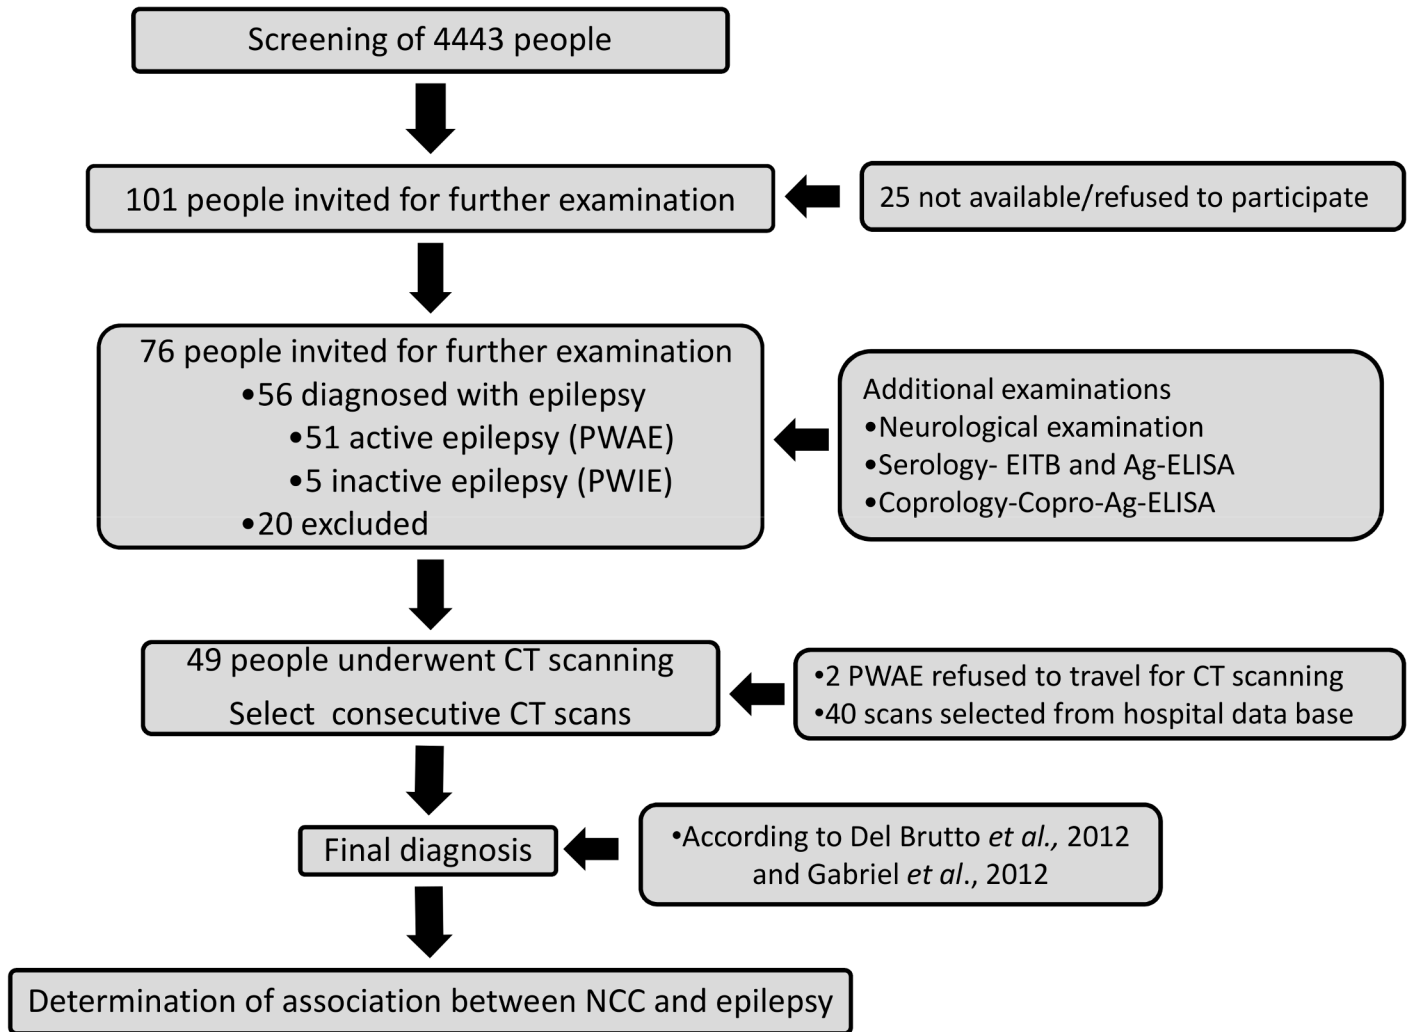 Screening of 4443 people
101 people invited for further examination
25 not available/refused to participate
76 people invited for further examination
•56 diagnosed with epilepsy
•51 active epilepsy (PWAE)
•5 inactive epilepsy (PWIE)
•20 excluded
Additional examinations
•Neurological examination
•Serology- EITB and Ag-ELISA
•Coprology-Copro-Ag-ELISA
49 people underwent CT scanning
Select consecutive CT scans
•2 PWAE refused to travel for CT scanning
•40 scans selected from hospital data base
Final diagnosis
•According to Del Brutto et al., 2012
and Gabriel et al., 2012
Determination of association between NCC and epilepsy